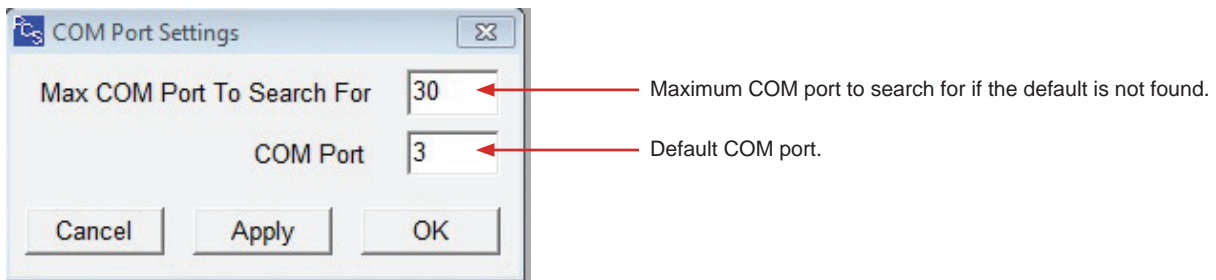 PCS COM Port Settings
Max COM Port To Search For 30 Maximum COM port to search for if the default is not found.
COM Port 3 Default COM port.
Cancel Apply OK